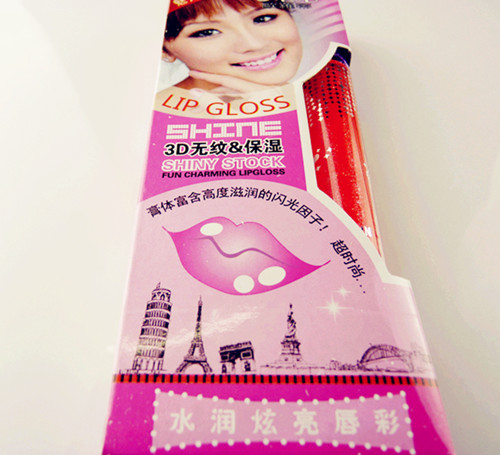 LIP GLOSS
SHINE
3D无纹&保湿
SHINY STOCK
FUN CHARMING LIPGLOSS
膏体富含高度滋润的闪光因子！超时尚...
水润炫亮唇彩